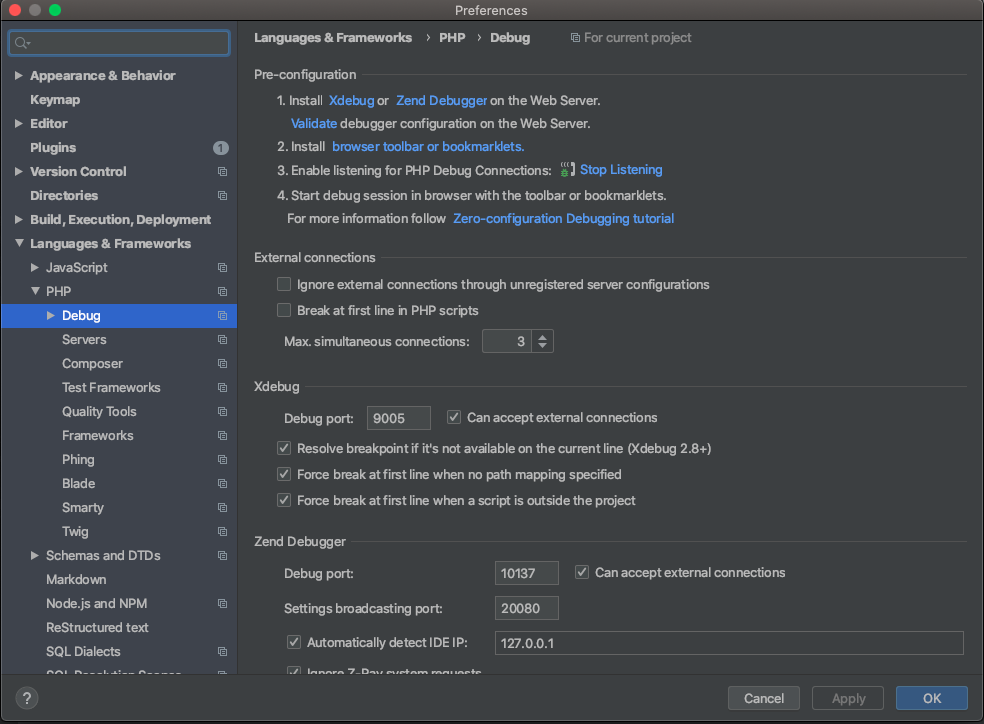 Preferences
Appearance & Behavior
Keymap
Editor
Plugins 1
Version Control
Directories
Build, Execution, Deployment
Languages & Frameworks
JavaScript
PHP
Debug
Servers
Composer
Test Frameworks
Quality Tools
Frameworks
Phing
Blade
Smarty
Twig
Schemas and DTDs
Markdown
Node.js and NPM
ReStructured text
SQL Dialects
SQL Resolution Scopes
Languages & Frameworks › PHP › Debug For current project
Pre-configuration
1. Install Xdebug or Zend Debugger on the Web Server.
Validate debugger configuration on the Web Server.
2. Install browser toolbar or bookmarklets.
3. Enable listening for PHP Debug Connections: Stop Listening
4. Start debug session in browser with the toolbar or bookmarklets.
For more information follow Zero-configuration Debugging tutorial
External connections
Ignore external connections through unregistered server configurations
Break at first line in PHP scripts
Max. simultaneous connections: 3
Xdebug
Debug port: 9005 Can accept external connections
Resolve breakpoint if it's not available on the current line (Xdebug 2.8+)
Force break at first line when no path mapping specified
Force break at first line when a script is outside the project
Zend Debugger
Debug port: 10137 Can accept external connections
Settings broadcasting port: 20080
Automatically detect IDE IP: 127.0.0.1
Ignore Z-Ray system requests
? Cancel Apply OK